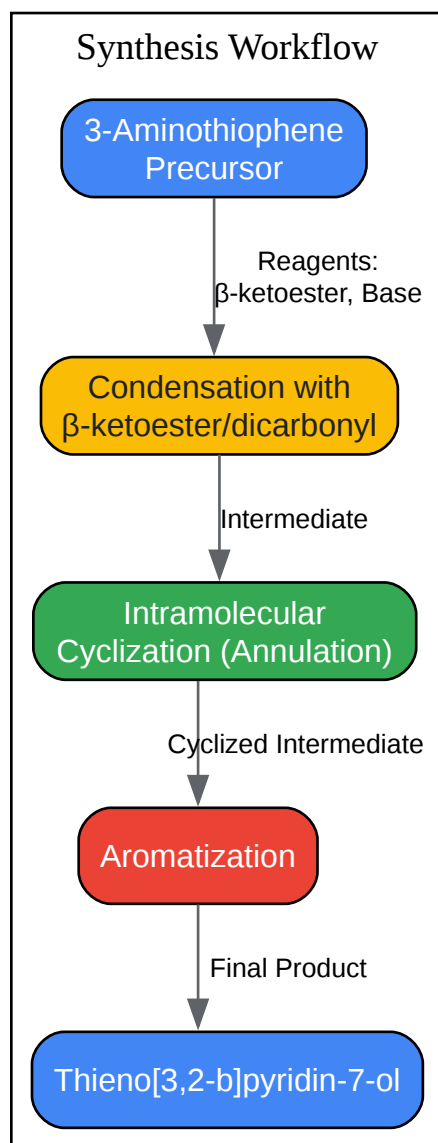 Synthesis Workflow
3-Aminothiophene
Precursor
Reagents:
β-ketoester, Base
Condensation with
β-ketoester/dicarbonyl
Intermediate
Intramolecular
Cyclization (Annulation)
Cyclized Intermediate
Aromatization
Final Product
Thieno[3,2-b]pyridin-7-ol